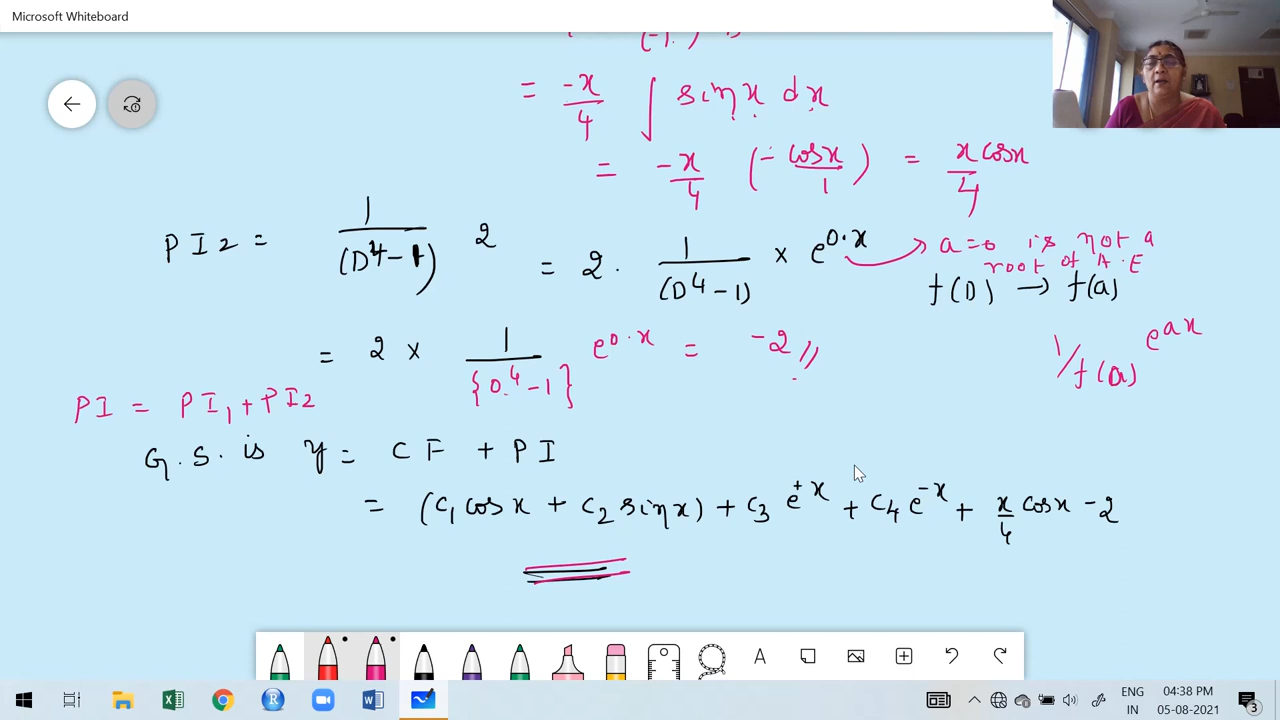 Microsoft Whiteboard
= -x/4 ∫ sin x dx
= -x/4 (- cos x/1) = x cos x/4
PI2 = 1/(D⁴-1) 2
= 2 · 1/(D⁴-1) × e^0·x → a=0 is not a root of A.E
f(D) → f(a)
= 2 × 1/{0⁴-1} e^0·x = -2 //
1/f(a) e^ax
PI = PI₁ + PI2
G.S. is y = CF + PI
= (C₁ cos x + C₂ sin x) + C₃ e^+x + C₄ e^-x + x/4 cos x - 2
A
ENG
IN
04:38 PM
05-08-2021
3